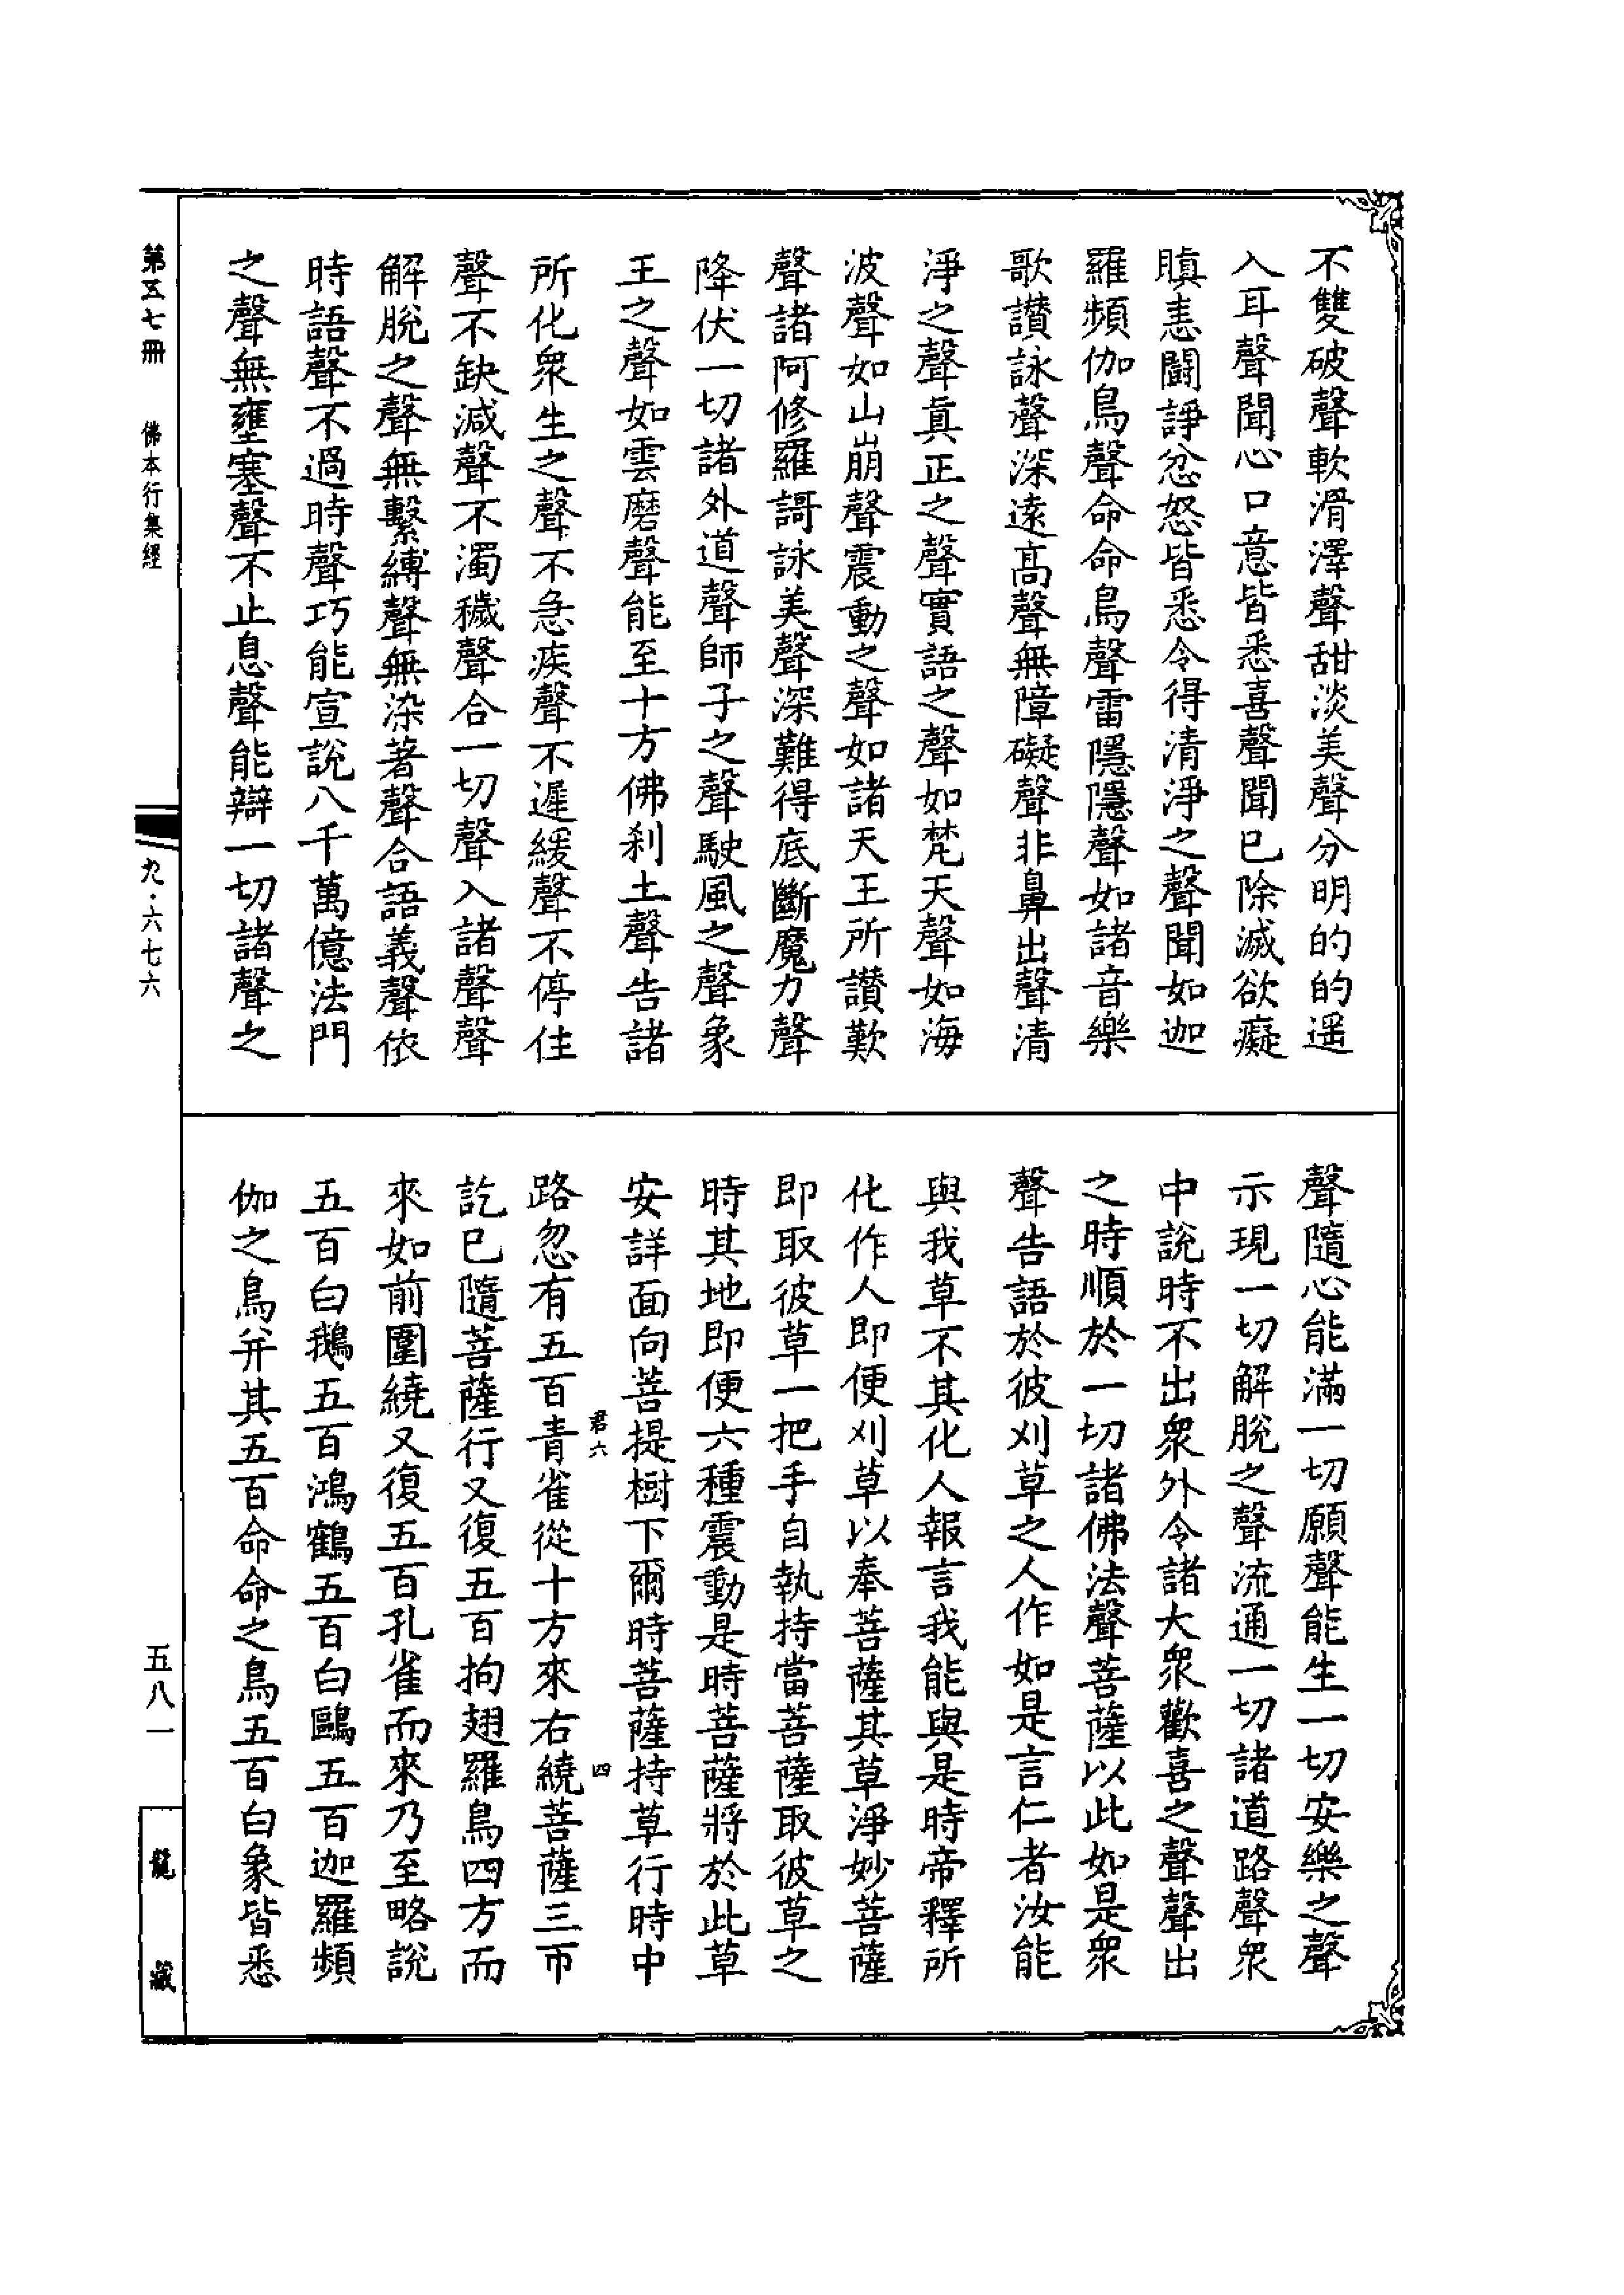 不雙破聲軟滑澤聲甜淡美聲分明的的遥
入耳聲聞心口意皆悉喜聲聞已除滅欲癡
瞋恚鬪諍忿怒皆悉令得清淨之聲聞如迦
羅頻伽鳥聲命命鳥聲雷隱隱聲如諸音樂
歌讃詠聲深遠髙聲無障礙聲非鼻出聲清
淨之聲真正之聲實語之聲如梵天聲如海
波聲如山崩聲震動之聲如諸天王所讃歎
聲諸阿修羅謌詠美聲深難得底斷魔力聲
降伏一切諸外道聲師子之聲駛風之聲象
王之聲如雲磨聲能至十方佛刹土聲告諸
所化衆生之聲不急疾聲不遲緩聲不停住
聲不缺減聲不濁穢聲合一切聲入諸聲聲
解脫之聲無繫縛聲無染著聲合語義聲依
時語聲不過時聲巧能宣說八千萬億法門
之聲無壅塞聲不止息聲能辯一切諸聲之
聲隨心能滿一切願聲能生一切安樂之聲
示現一切解脫之聲流通一切諸道路聲衆
中說時不出衆外令諸大衆歡喜之聲聲出
之時順於一切諸佛法聲菩薩以此如是衆
聲告語於彼刈草之人作如是言仁者汝能
與我草不其化人報言我能與是時帝釋所
化作人即便刈草以奉菩薩其草淨妙菩薩
即取彼草一把手自執持當菩薩取彼草之
時其地即便六種震動是時菩薩將於此草
安詳面向菩提樹下爾時菩薩持草行時中
君六
四
路忽有五百青雀從十方來右繞菩薩三帀
訖已隨菩薩行又復五百拘翅羅鳥四方而
來如前圍繞又復五百孔雀而來乃至略說
五百白鵝五百鴻鶴五百白鷗五百迦羅頻
伽之鳥并其五百命命之鳥五百白象皆悉
第五七冊
佛本行集經
九·六七六
五八一
龍藏